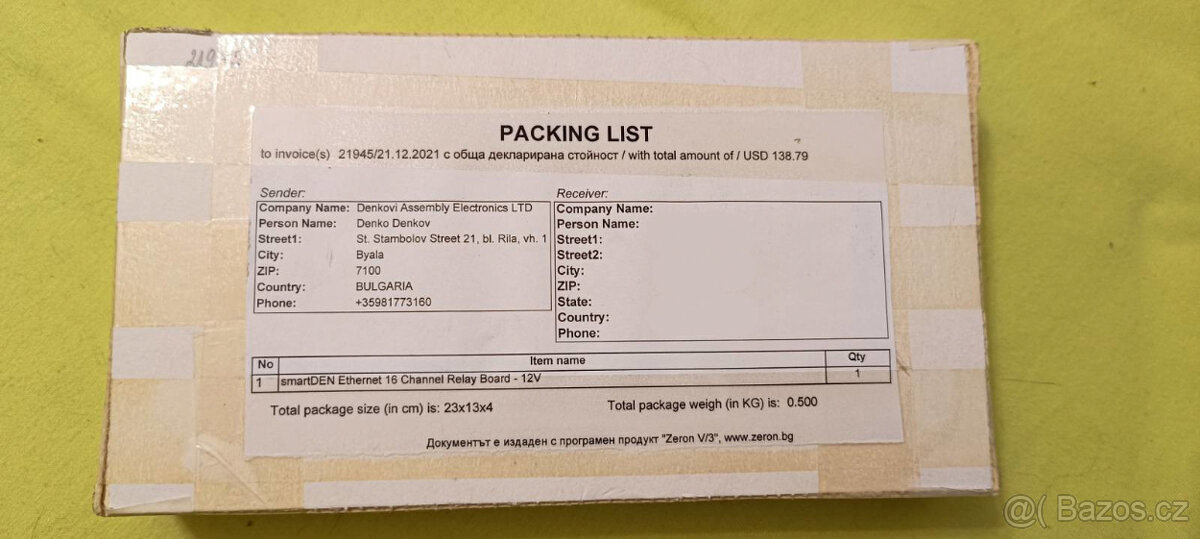 PACKING LIST
to invoice(s) 21945/21.12.2021 с обща декларирана стойност / with total amount of / USD 138.79
Sender:
Company Name: Denkovi Assembly Electronics LTD
Person Name: Denko Denkov
Street1: St. Stambolov Street 21, bl. Rila, vh. 1
City: Byala
ZIP: 7100
Country: BULGARIA
Phone: +35981773160
Receiver:
Company Name:
Person Name:
Street1:
Street2:
City:
ZIP:
State:
Country:
Phone:
No Item name Qty
1 smartDEN Ethernet 16 Channel Relay Board - 12V 1
Total package size (in cm) is: 23x13x4 Total package weigh (in KG) is: 0.500
Документът е издаден с програмен продукт "Zeron V/3", www.zeron.bg
@( Bazos.cz